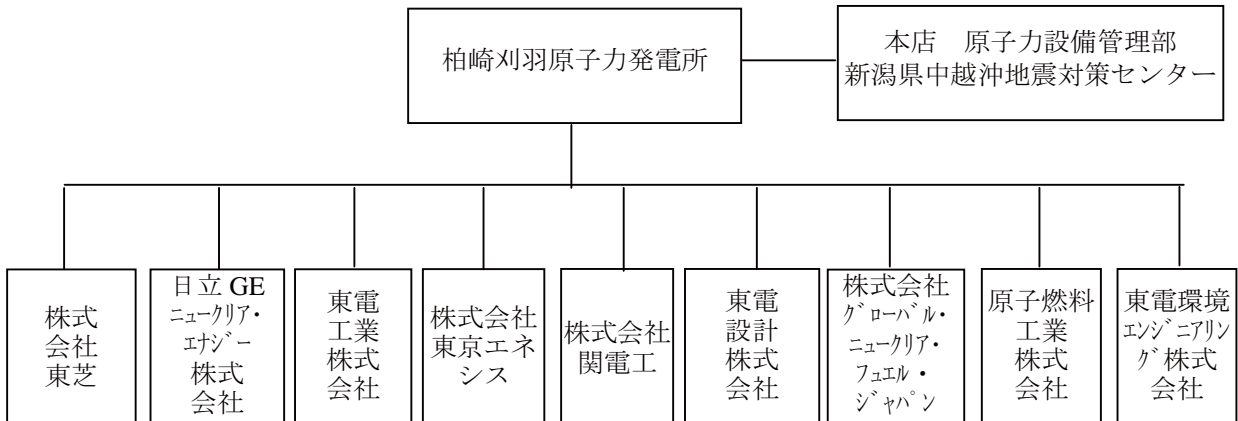 柏崎刈羽原子力発電所
本店　原子力設備管理部
新潟県中越沖地震対策センター
株式
会社
東芝
日立 GE
ニュークリア・
エナジー
株式
会社
東電
工業
株式
会社
株式会社
東京エネ
シス
株式会社
関電工
東電
設計
株式
会社
株式会社
グローバル・
ニュークリア・
フュエル・
ジャパン
原子燃料
工業
株式
会社
東電環境
エンジニアリン
グ株式
会社